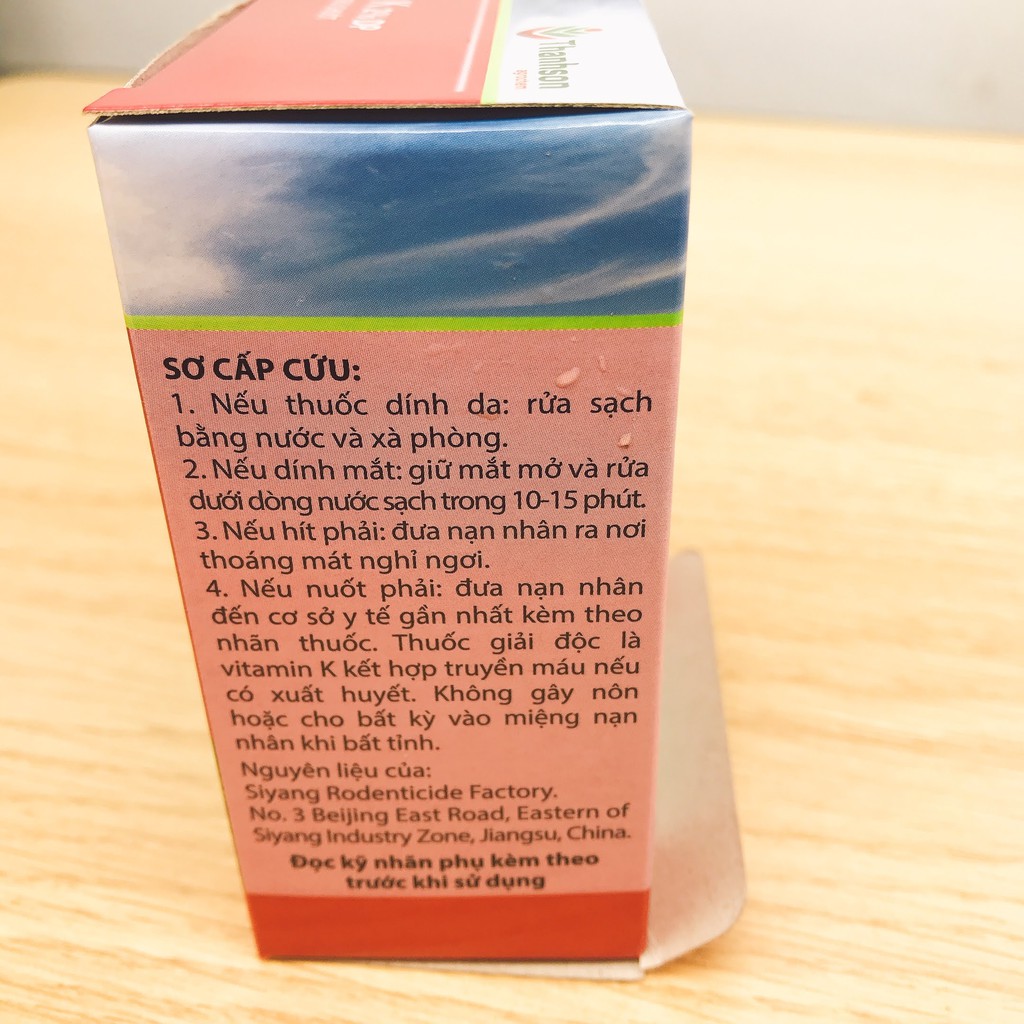 Thanhson
SƠ CẤP CỨU:
1. Nếu thuốc dính da: rửa sạch
bằng nước và xà phòng.
2. Nếu dính mắt: giữ mắt mở và rửa
dưới dòng nước sạch trong 10-15 phút.
3. Nếu hít phải: đưa nạn nhân ra nơi
thoáng mát nghỉ ngơi.
4. Nếu nuốt phải: đưa nạn nhân
đến cơ sở y tế gần nhất kèm theo
nhãn thuốc. Thuốc giải độc là
vitamin K kết hợp truyền máu nếu
có xuất huyết. Không gây nôn
hoặc cho bất kỳ vào miệng nạn
nhân khi bất tỉnh.
Nguyên liệu của:
Siyang Rodenticide Factory.
No. 3 Beijing East Road, Eastern of
Siyang Industry Zone, Jiangsu, China.
Đọc kỹ nhãn phụ kèm theo
trước khi sử dụng